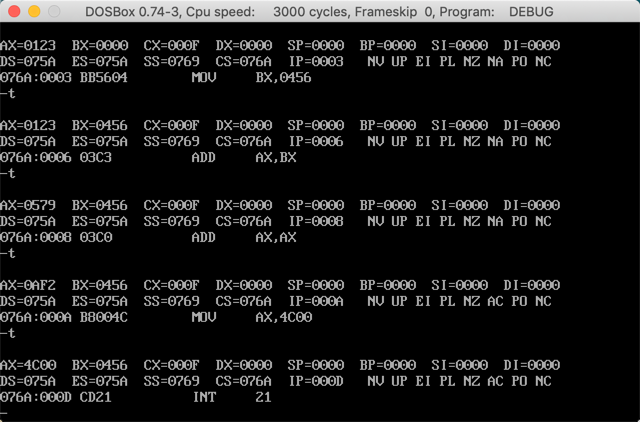 DOSBox 0.74-3, Cpu speed:    3000 cycles, Frameskip  0, Program:    DEBUG
AX=0123  BX=0000  CX=000F  DX=0000  SP=0000  BP=0000  SI=0000  DI=0000
DS=075A  ES=075A  SS=0769  CS=076A  IP=0003   NV UP EI PL NZ NA PO NC
076A:0003 BB5604        MOV     BX,0456
-t
AX=0123  BX=0456  CX=000F  DX=0000  SP=0000  BP=0000  SI=0000  DI=0000
DS=075A  ES=075A  SS=0769  CS=076A  IP=0006   NV UP EI PL NZ NA PO NC
076A:0006 03C3          ADD     AX,BX
-t
AX=0579  BX=0456  CX=000F  DX=0000  SP=0000  BP=0000  SI=0000  DI=0000
DS=075A  ES=075A  SS=0769  CS=076A  IP=0008   NV UP EI PL NZ NA PO NC
076A:0008 03C0          ADD     AX,AX
-t
AX=0AF2  BX=0456  CX=000F  DX=0000  SP=0000  BP=0000  SI=0000  DI=0000
DS=075A  ES=075A  SS=0769  CS=076A  IP=000A   NV UP EI PL NZ AC PO NC
076A:000A B8004C        MOV     AX,4C00
-t
AX=4C00  BX=0456  CX=000F  DX=0000  SP=0000  BP=0000  SI=0000  DI=0000
DS=075A  ES=075A  SS=0769  CS=076A  IP=000D   NV UP EI PL NZ AC PO NC
076A:000D CD21          INT     21
-